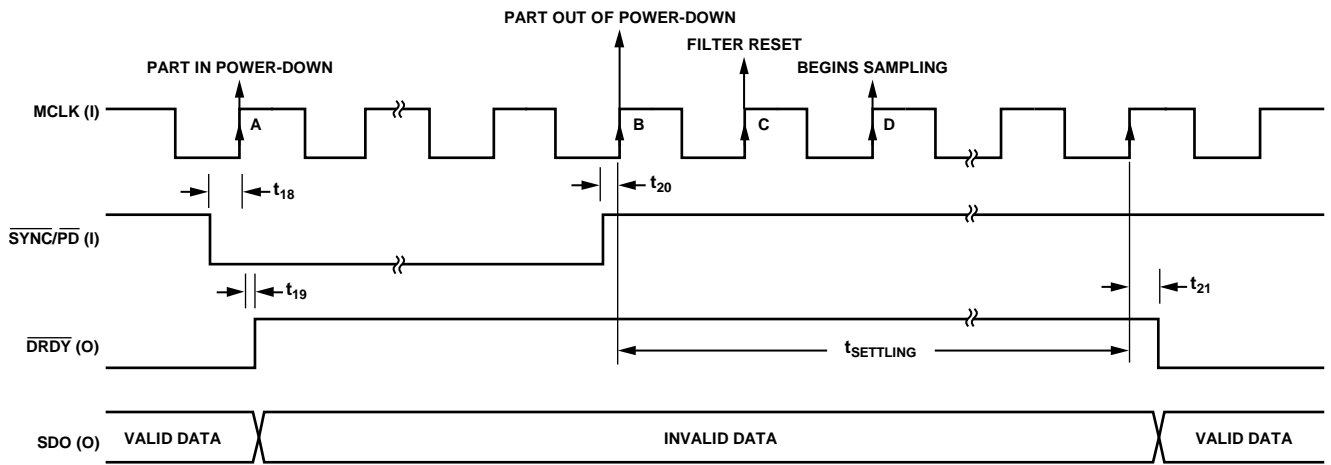 PART OUT OF POWER-DOWN
FILTER RESET
PART IN POWER-DOWN
BEGINS SAMPLING
MCLK (I)
A
B
C
D
t18
t20
SYNC/PD (I)
t19
t21
DRDY (O)
tSETTLING
SDO (O)
VALID DATA
INVALID DATA
VALID DATA